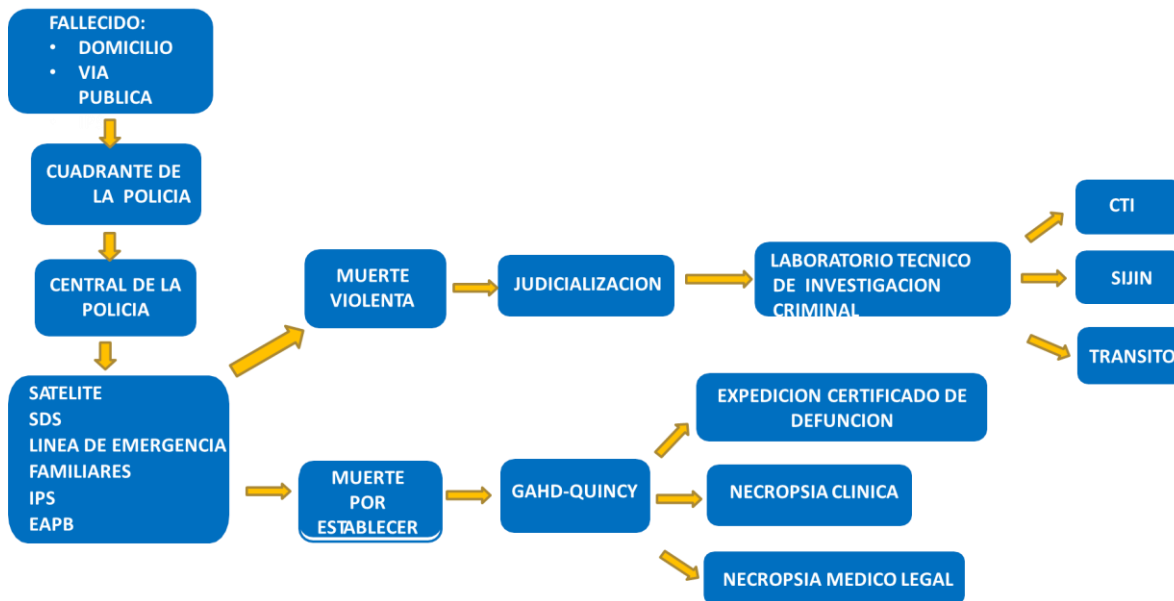 FALLECIDO:
• DOMICILIO
• VIA
PUBLICA
CUADRANTE DE
LA POLICIA
CENTRAL DE LA
POLICIA
SATELITE
SDS
LINEA DE EMERGENCIA
FAMILIARES
IPS
EAPB
MUERTE
VIOLENTA
JUDICIALIZACION
LABORATORIO TECNICO
DE INVESTIGACION
CRIMINAL
CTI
SIJIN
TRANSITO
MUERTE
POR
ESTABLECER
GAHD-QUINCY
EXPEDICION CERTIFICADO DE
DEFUNCION
NECROPSIA CLINICA
NECROPSIA MEDICO LEGAL